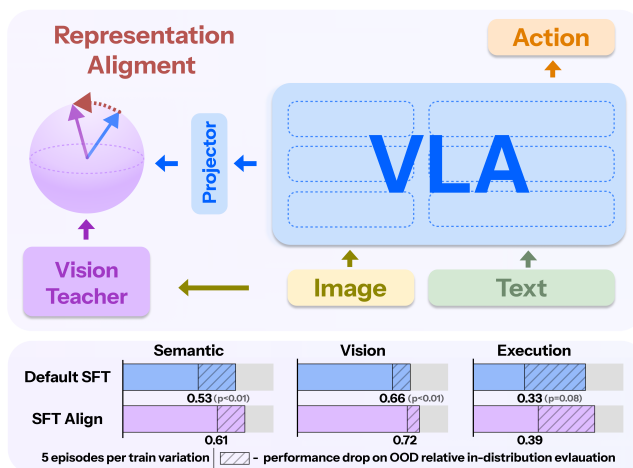 Representation
Aligment
Action
Projector
VLA
Vision
Teacher
Image
Text
Semantic
Vision
Execution
Default SFT
0.53 (p<0.01)
0.66 (p<0.01)
0.33 (p=0.08)
SFT Align
0.61
0.72
0.39
5 episodes per train variation
- performance drop on OOD relative in-distribution evlauation